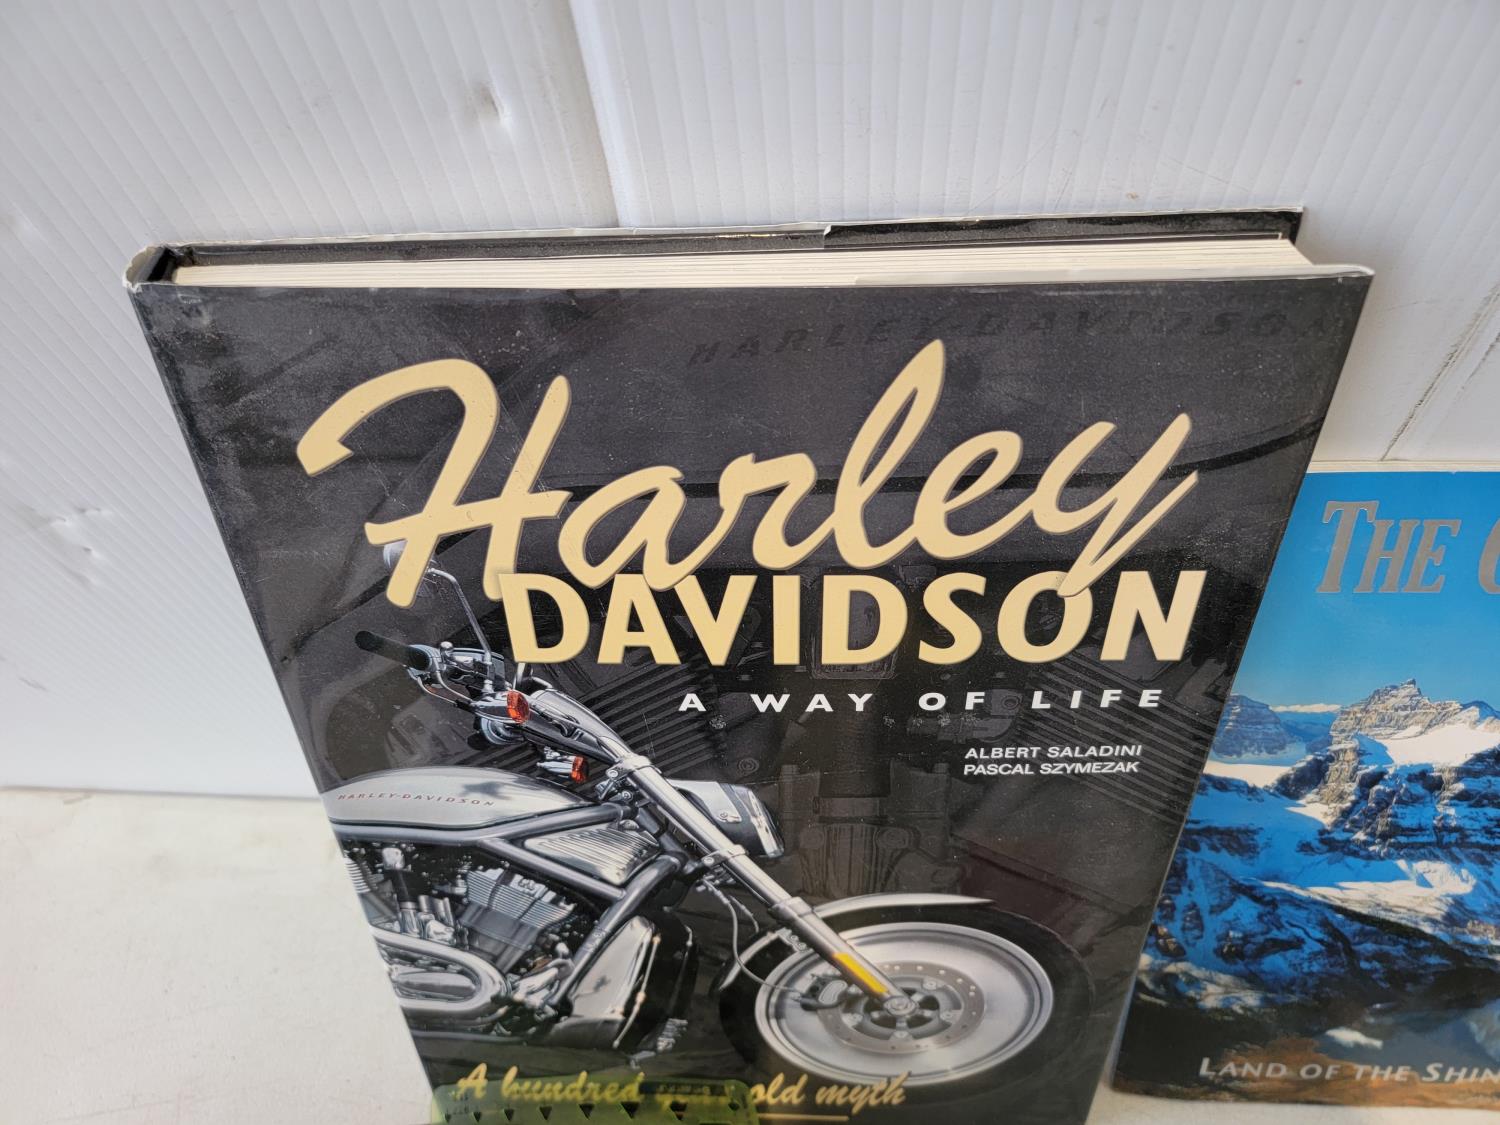 HARLEY-DAVIDSON
Harley
DAVIDSON
A WAY OF LIFE
ALBERT SALADINI
PASCAL SZYMEZAK
HARLEY-DAVIDSON
A hundred year old myth
THE
LAND OF THE SHIN